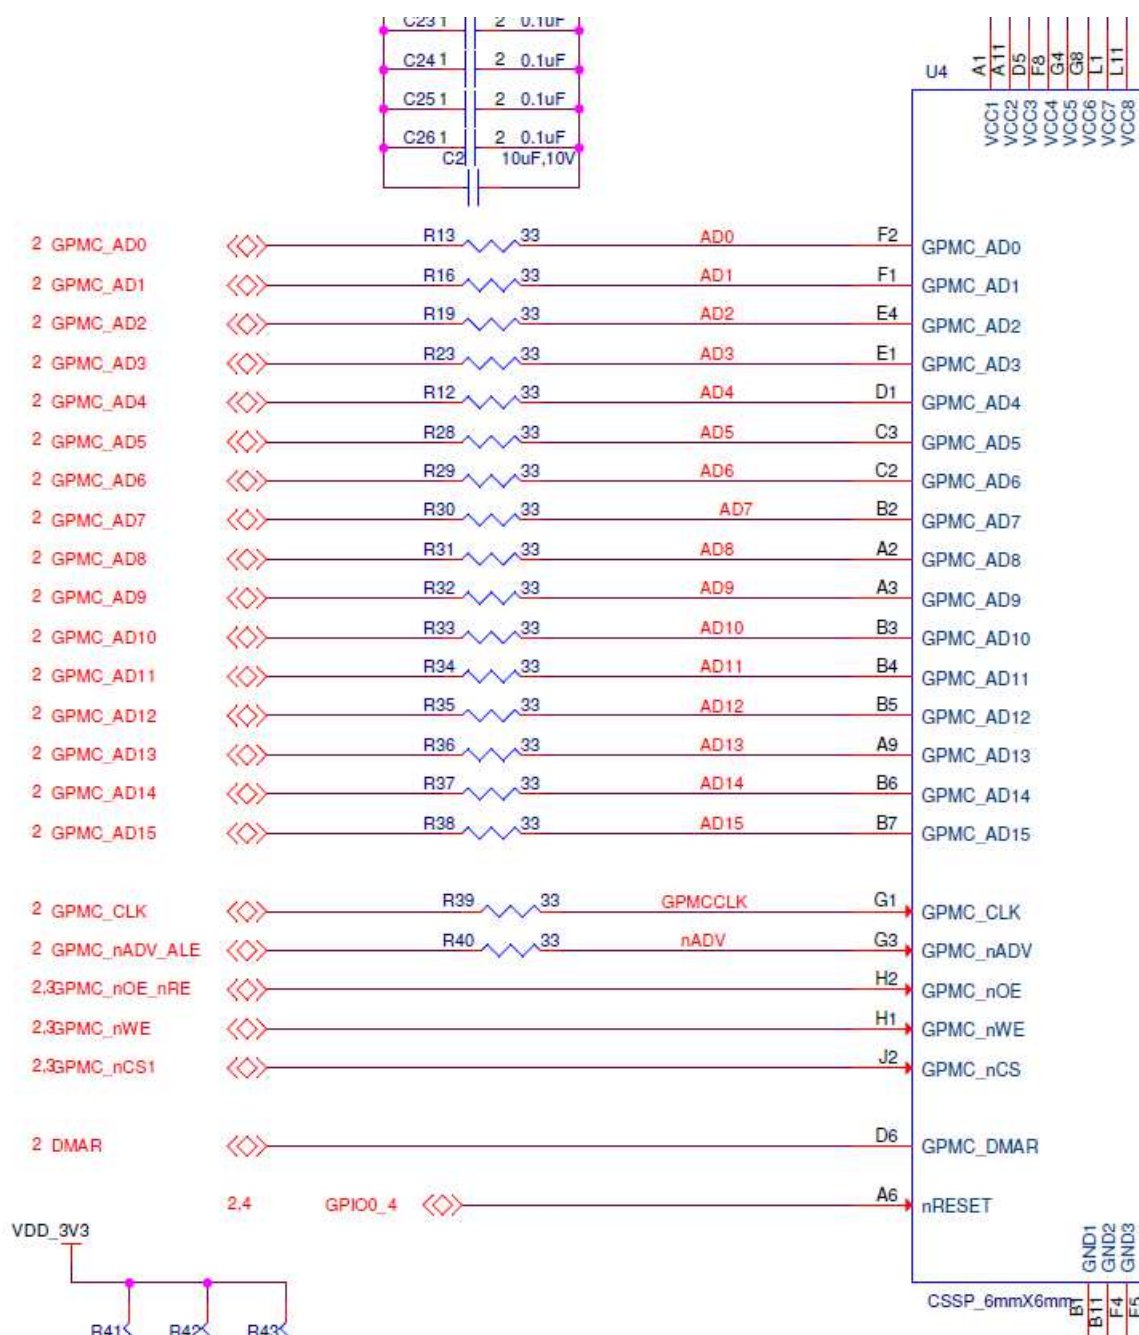 C23 1 2 0.1uF
C24 1 2 0.1uF
C25 1 2 0.1uF
C26 1 2 0.1uF
C2 10uF,10V
U4 A1 A11 D5 F8 G4 G8 L1 L11
VCC1 VCC2 VCC3 VCC4 VCC5 VCC6 VCC7 VCC8
2 GPMC_AD0 R13 33 AD0 F2 GPMC_AD0
2 GPMC_AD1 R16 33 AD1 F1 GPMC_AD1
2 GPMC_AD2 R19 33 AD2 E4 GPMC_AD2
2 GPMC_AD3 R23 33 AD3 E1 GPMC_AD3
2 GPMC_AD4 R12 33 AD4 D1 GPMC_AD4
2 GPMC_AD5 R28 33 AD5 C3 GPMC_AD5
2 GPMC_AD6 R29 33 AD6 C2 GPMC_AD6
2 GPMC_AD7 R30 33 AD7 B2 GPMC_AD7
2 GPMC_AD8 R31 33 AD8 A2 GPMC_AD8
2 GPMC_AD9 R32 33 AD9 A3 GPMC_AD9
2 GPMC_AD10 R33 33 AD10 B3 GPMC_AD10
2 GPMC_AD11 R34 33 AD11 B4 GPMC_AD11
2 GPMC_AD12 R35 33 AD12 B5 GPMC_AD12
2 GPMC_AD13 R36 33 AD13 A9 GPMC_AD13
2 GPMC_AD14 R37 33 AD14 B6 GPMC_AD14
2 GPMC_AD15 R38 33 AD15 B7 GPMC_AD15
2 GPMC_CLK R39 33 GPMCCLK G1 GPMC_CLK
2 GPMC_nADV_ALE R40 33 nADV G3 GPMC_nADV
2,3GPMC_nOE_nRE H2 GPMC_nOE
2,3GPMC_nWE H1 GPMC_nWE
2,3GPMC_nCS1 J2 GPMC_nCS
2 DMAR D6 GPMC_DMAR
2,4 GPIO0_4 A6 nRESET
VDD_3V3
GND1 GND2 GND3
CSSP_6mmX6mm B1 B11 F4 F5
R41 R42 R43